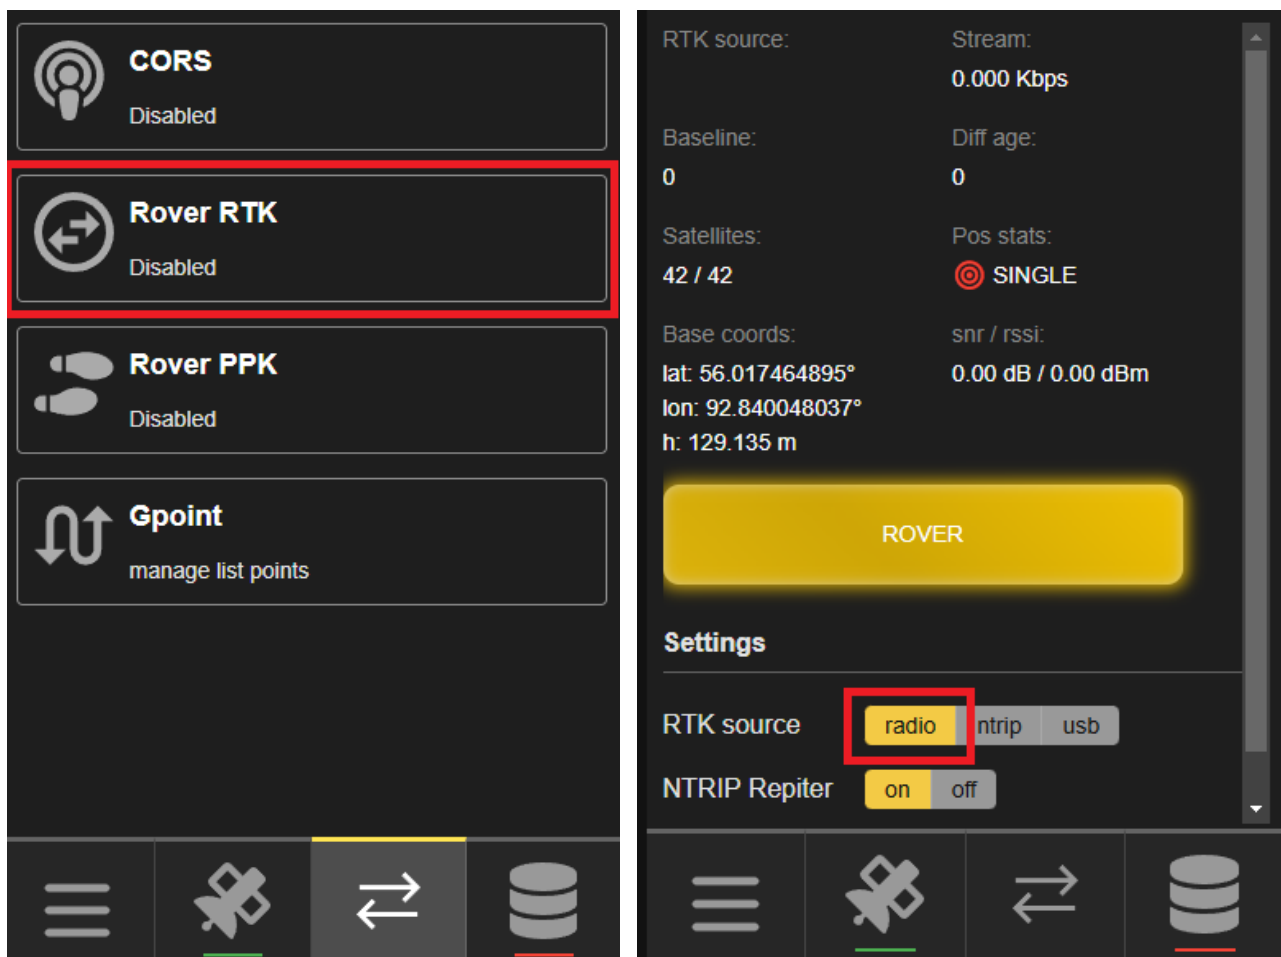 CORS
Disabled
Rover RTK
Disabled
Rover PPK
Disabled
Gpoint
manage list points
RTK source: Stream:
0.000 Kbps
Baseline: Diff age:
0 0
Satellites: Pos stats:
42 / 42 SINGLE
Base coords: snr / rssi:
lat: 56.017464895° 0.00 dB / 0.00 dBm
lon: 92.840048037°
h: 129.135 m
ROVER
Settings
RTK source radio ntrip usb
NTRIP Repiter on off